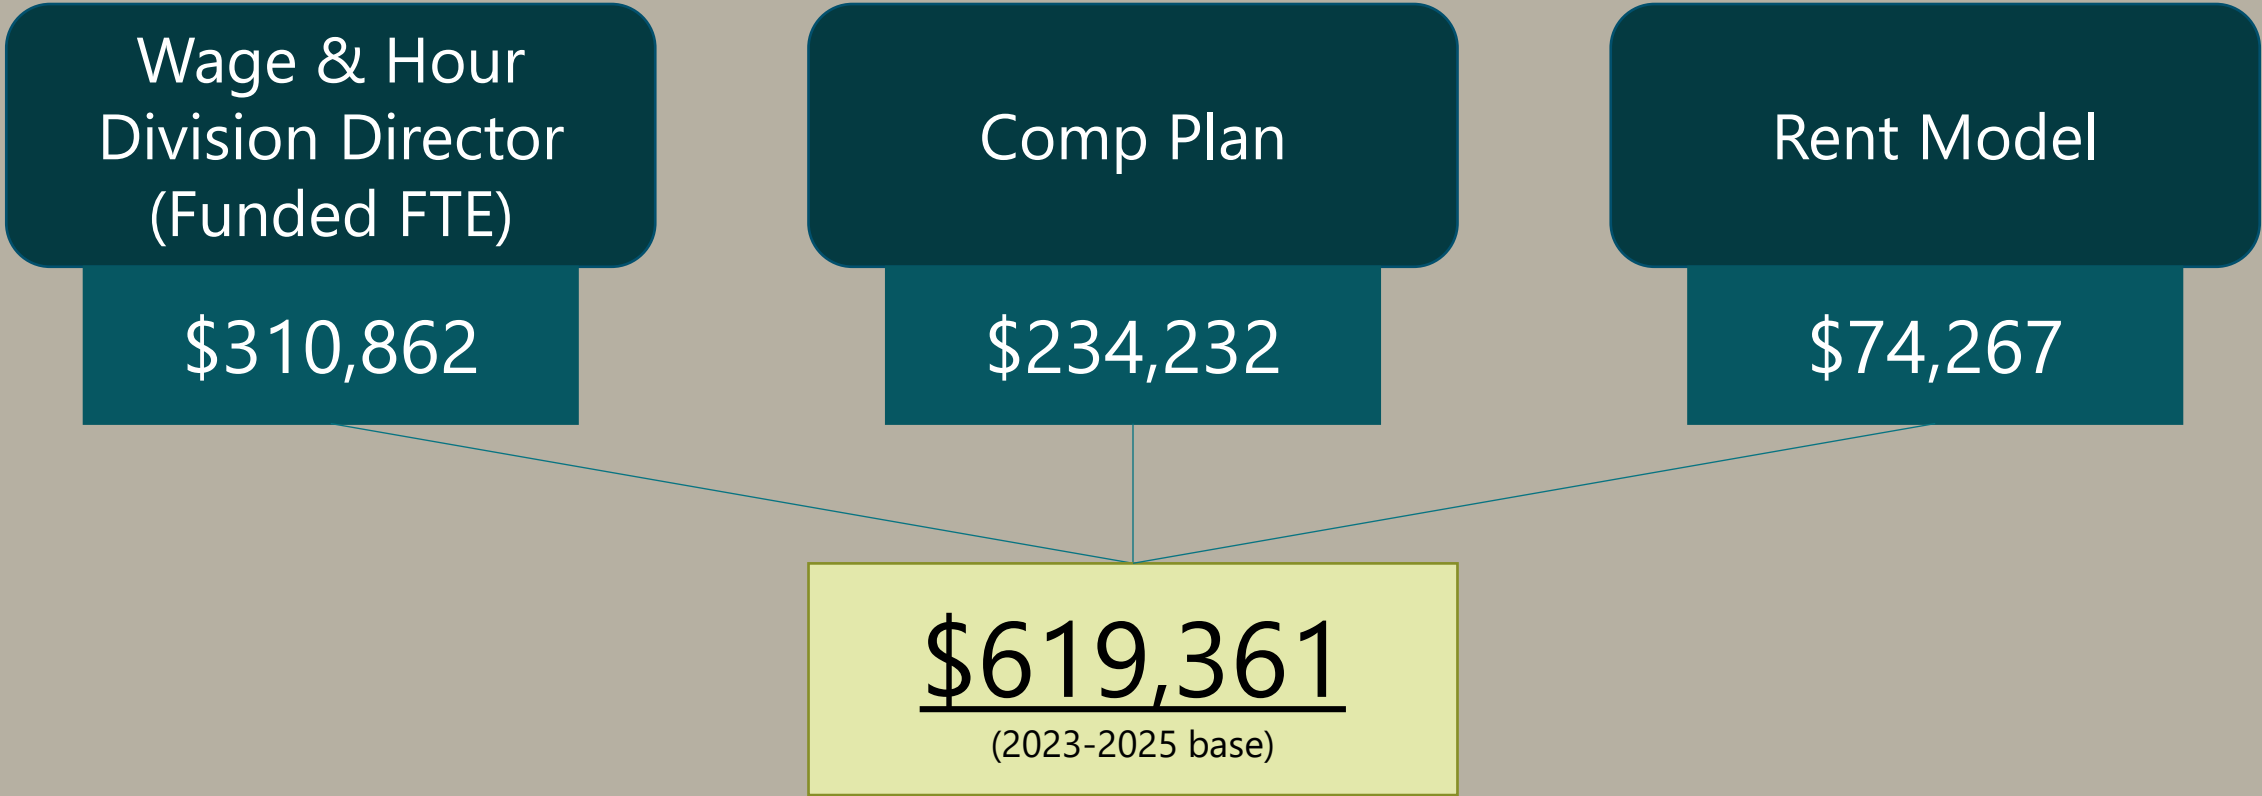 Wage & Hour
Division Director
(Funded FTE)
$310,862
Comp Plan
$234,232
Rent Model
$74,267
$619,361
(2023-2025 base)